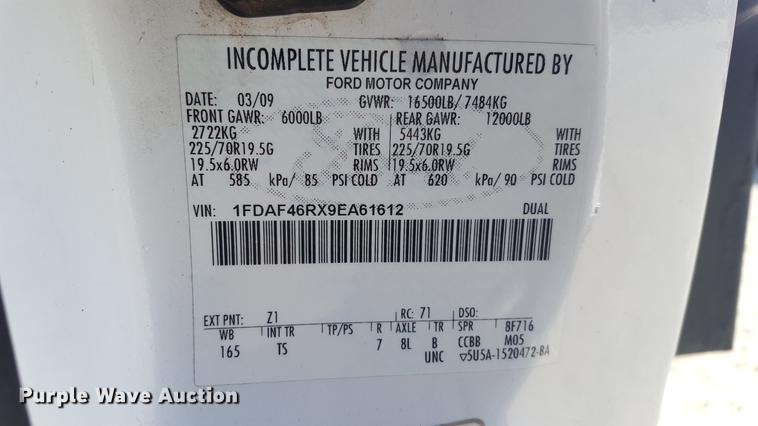 INCOMPLETE VEHICLE MANUFACTURED BY
FORD MOTOR COMPANY
DATE: 03/09 GVWR: 16500LB/ 7484KG
FRONT GAWR: 6000LB REAR GAWR: 12000LB
2722KG WITH 5443KG WITH
225/70R19.5G TIRES 225/70R19.5G TIRES
19.5x6.0RW RIMS 19.5x6.0RW RIMS
AT 585 kPa/ 85 PSI COLD AT 620 kPa/ 90 PSI COLD
VIN: 1FDAF46RX9EA61612 DUAL
EXT PNT: Z1 RC: 71 DSO:
WB INT TR TP/PS R AXLE TR SPR 8F716
165 TS 7 8L B CCBB M05
UNC ▽5U5A-1520472-BA
Purple Wave Auction